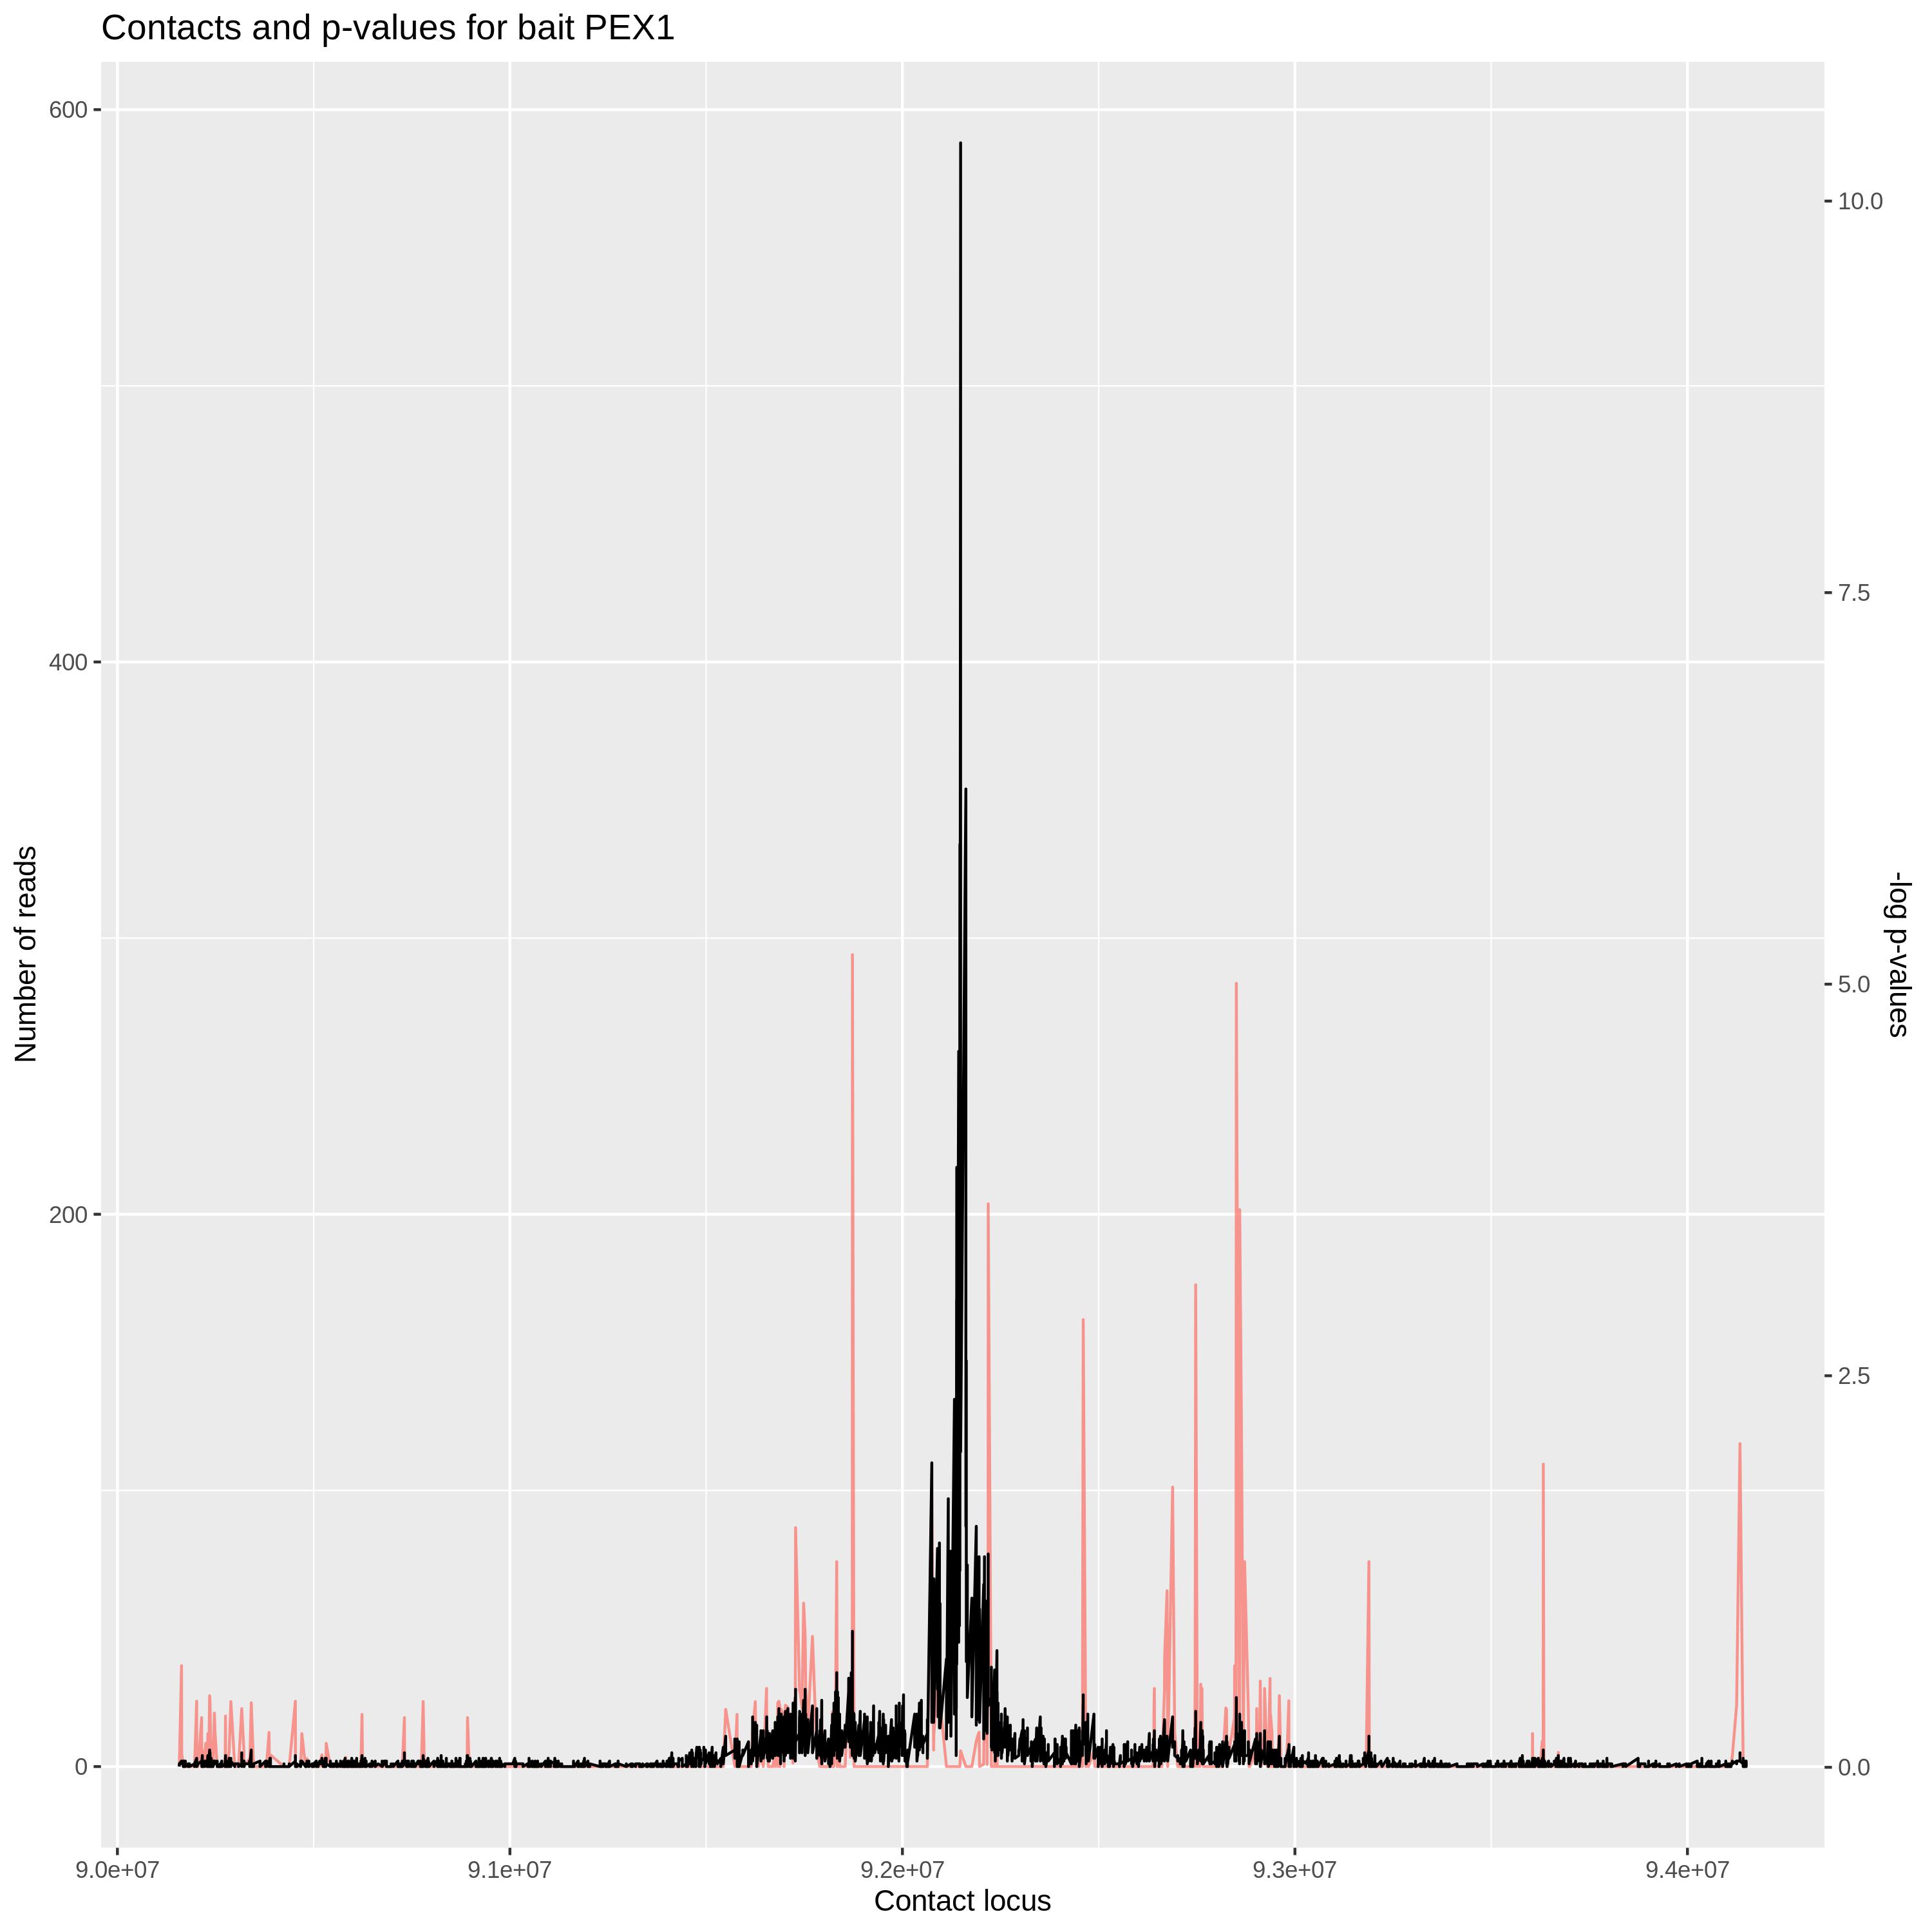 Contacts and p-values for bait PEX1
600
400
200
0
Number of reads
10.0
7.5
5.0
2.5
0.0
-log p-values
9.0e+07
9.1e+07
9.2e+07
9.3e+07
9.4e+07
Contact locus